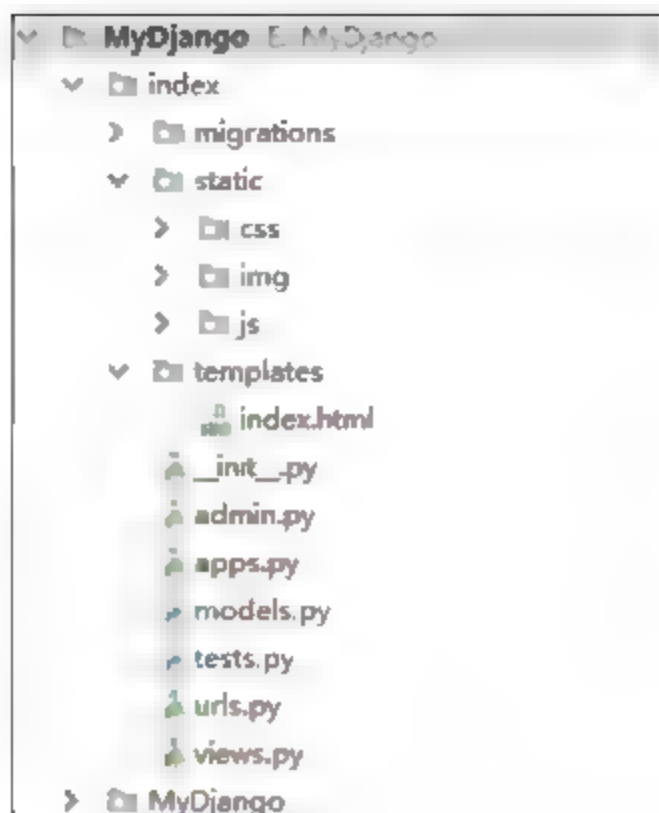 MyDjango E MyDjango
index
migrations
static
css
img
js
templates
index.html
__init__.py
admin.py
apps.py
models.py
tests.py
urls.py
views.py
MyDjango